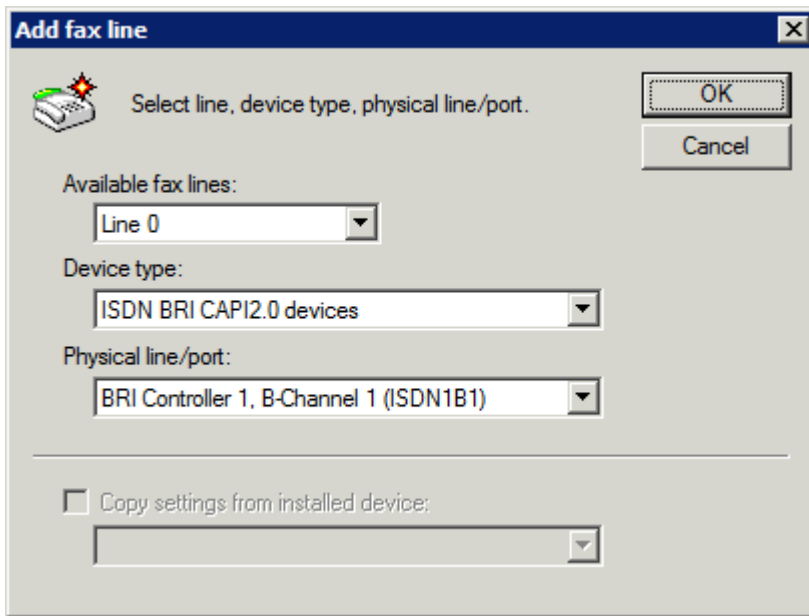 Add fax line
Select line, device type, physical line/port.
OK
Cancel
Available fax lines:
Line 0
Device type:
ISDN BRI CAPI2.0 devices
Physical line/port:
BRI Controller 1, B-Channel 1 (ISDN1B1)
Copy settings from installed device: